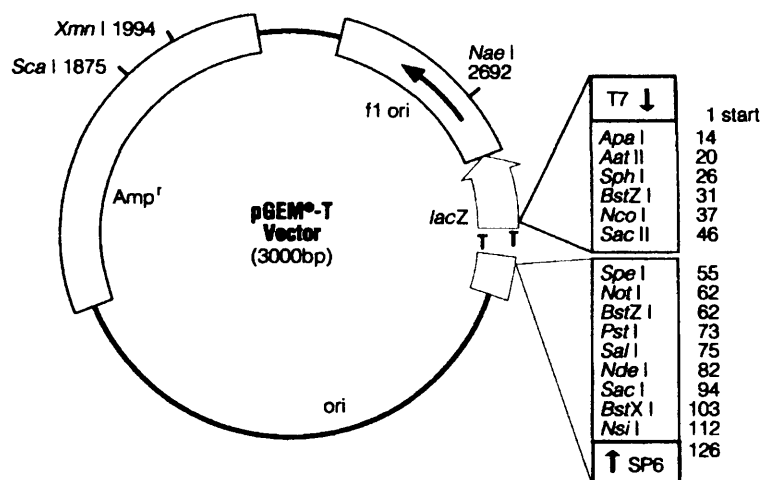 Xmn I 1994
Sca I 1875
Nae I
2692
f1 ori
Ampʳ
pGEM®-T
Vector
(3000bp)
lacZ
T T
ori
T7 ↓
1 start
Apa I 14
Aat II 20
Sph I 26
BstZ I 31
Nco I 37
Sac II 46
Spe I 55
Not I 62
BstZ I 62
Pst I 73
Sal I 75
Nde I 82
Sac I 94
BstX I 103
Nsi I 112
126
↑ SP6